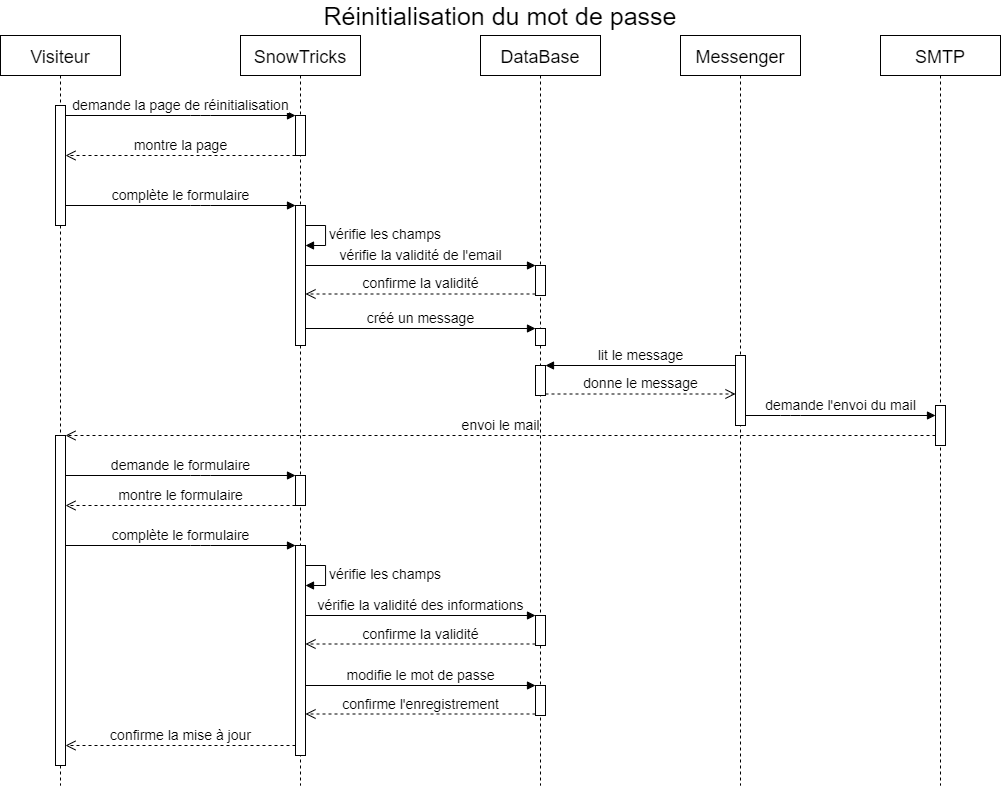 Réinitialisation du mot de passe
Visiteur
SnowTricks
DataBase
Messenger
SMTP
demande la page de réinitialisation
montre la page
complète le formulaire
vérifie les champs
vérifie la validité de l'email
confirme la validité
créé un message
lit le message
donne le message
demande l'envoi du mail
envoi le mail
demande le formulaire
montre le formulaire
complète le formulaire
vérifie les champs
vérifie la validité des informations
confirme la validité
modifie le mot de passe
confirme l'enregistrement
confirme la mise à jour